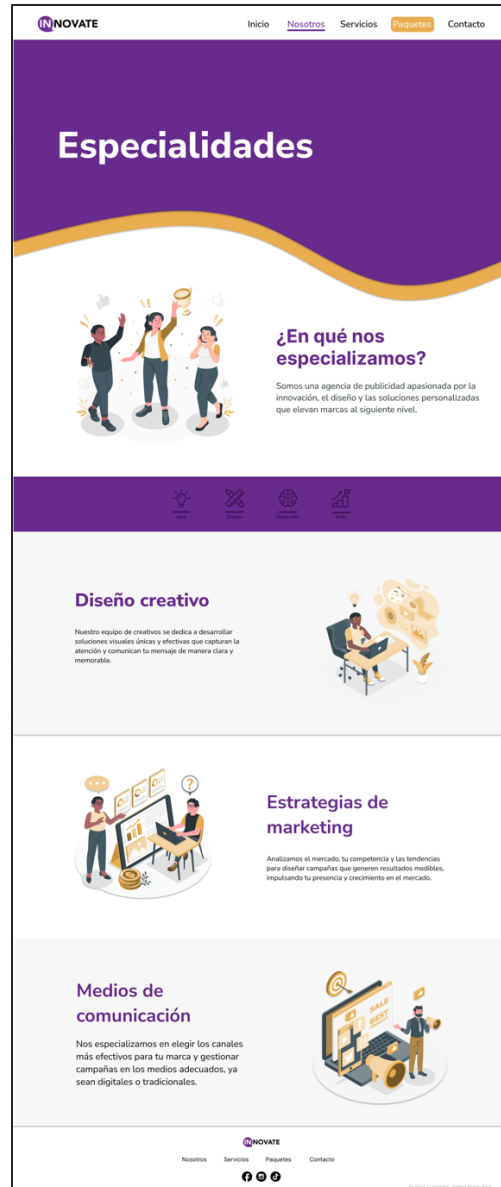 INNOVATE
Inicio Nosotros Servicios Paquetes Contacto
Especialidades
¿En qué nos
especializamos?
Somos una agencia de publicidad apasionada por la
innovación, el diseño y las soluciones personalizadas
que elevan marcas al siguiente nivel.
Idea
Diseño creativo
Nuestro equipo de creativos se dedica a desarrollar
soluciones visuales únicas y efectivas que capturan la
atención y comunican tu mensaje de manera clara y
memorable.
Estrategias de
marketing
Analizamos el mercado, tu competencia y las tendencias
para diseñar campañas que generen resultados medibles,
impulsando tu presencia y crecimiento en el mercado.
Medios de
comunicación
Nos especializamos en elegir los canales
más efectivos para tu marca y gestionar
campañas en los medios adecuados, ya
sean digitales o tradicionales.
SALE
BEST
INNOVATE
Nosotros Servicios Paquetes Contacto